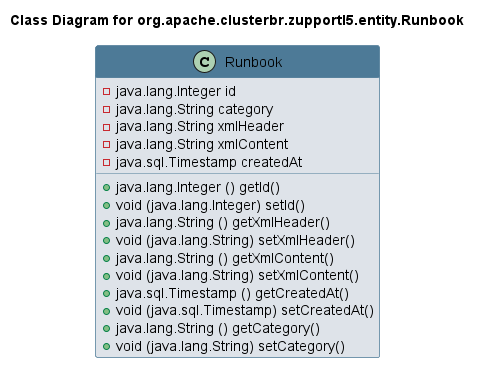 Class Diagram for org.apache.clusterbr.zupportl5.entity.Runbook
C Runbook
java.lang.Integer id
java.lang.String category
java.lang.String xmlHeader
java.lang.String xmlContent
java.sql.Timestamp createdAt
java.lang.Integer () getId()
void (java.lang.Integer) setId()
java.lang.String () getXmlHeader()
void (java.lang.String) setXmlHeader()
java.lang.String () getXmlContent()
void (java.lang.String) setXmlContent()
java.sql.Timestamp () getCreatedAt()
void (java.sql.Timestamp) setCreatedAt()
java.lang.String () getCategory()
void (java.lang.String) setCategory()